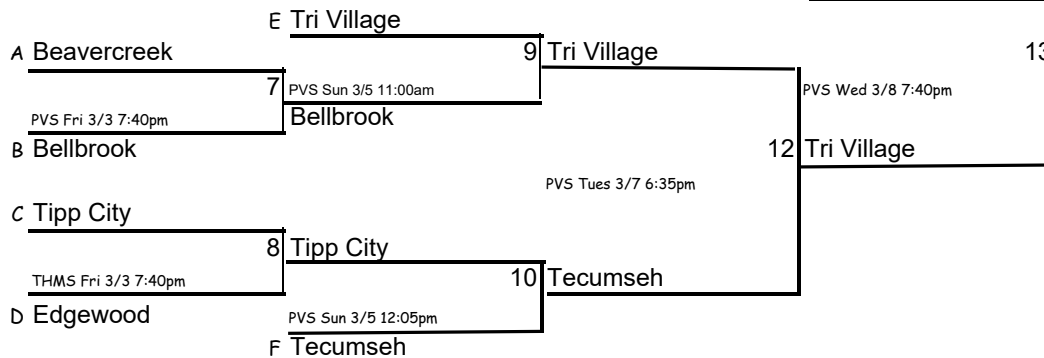 E Tri Village
A Beavercreek
9 Tri Village
13
7 PVS Sun 3/5 11:00am
PVS Wed 3/8 7:40pm
PVS Fri 3/3 7:40pm
Bellbrook
B Bellbrook
12 Tri Village
PVS Tues 3/7 6:35pm
C Tipp City
8 Tipp City
THMS Fri 3/3 7:40pm
10 Tecumseh
D Edgewood
PVS Sun 3/5 12:05pm
F Tecumseh